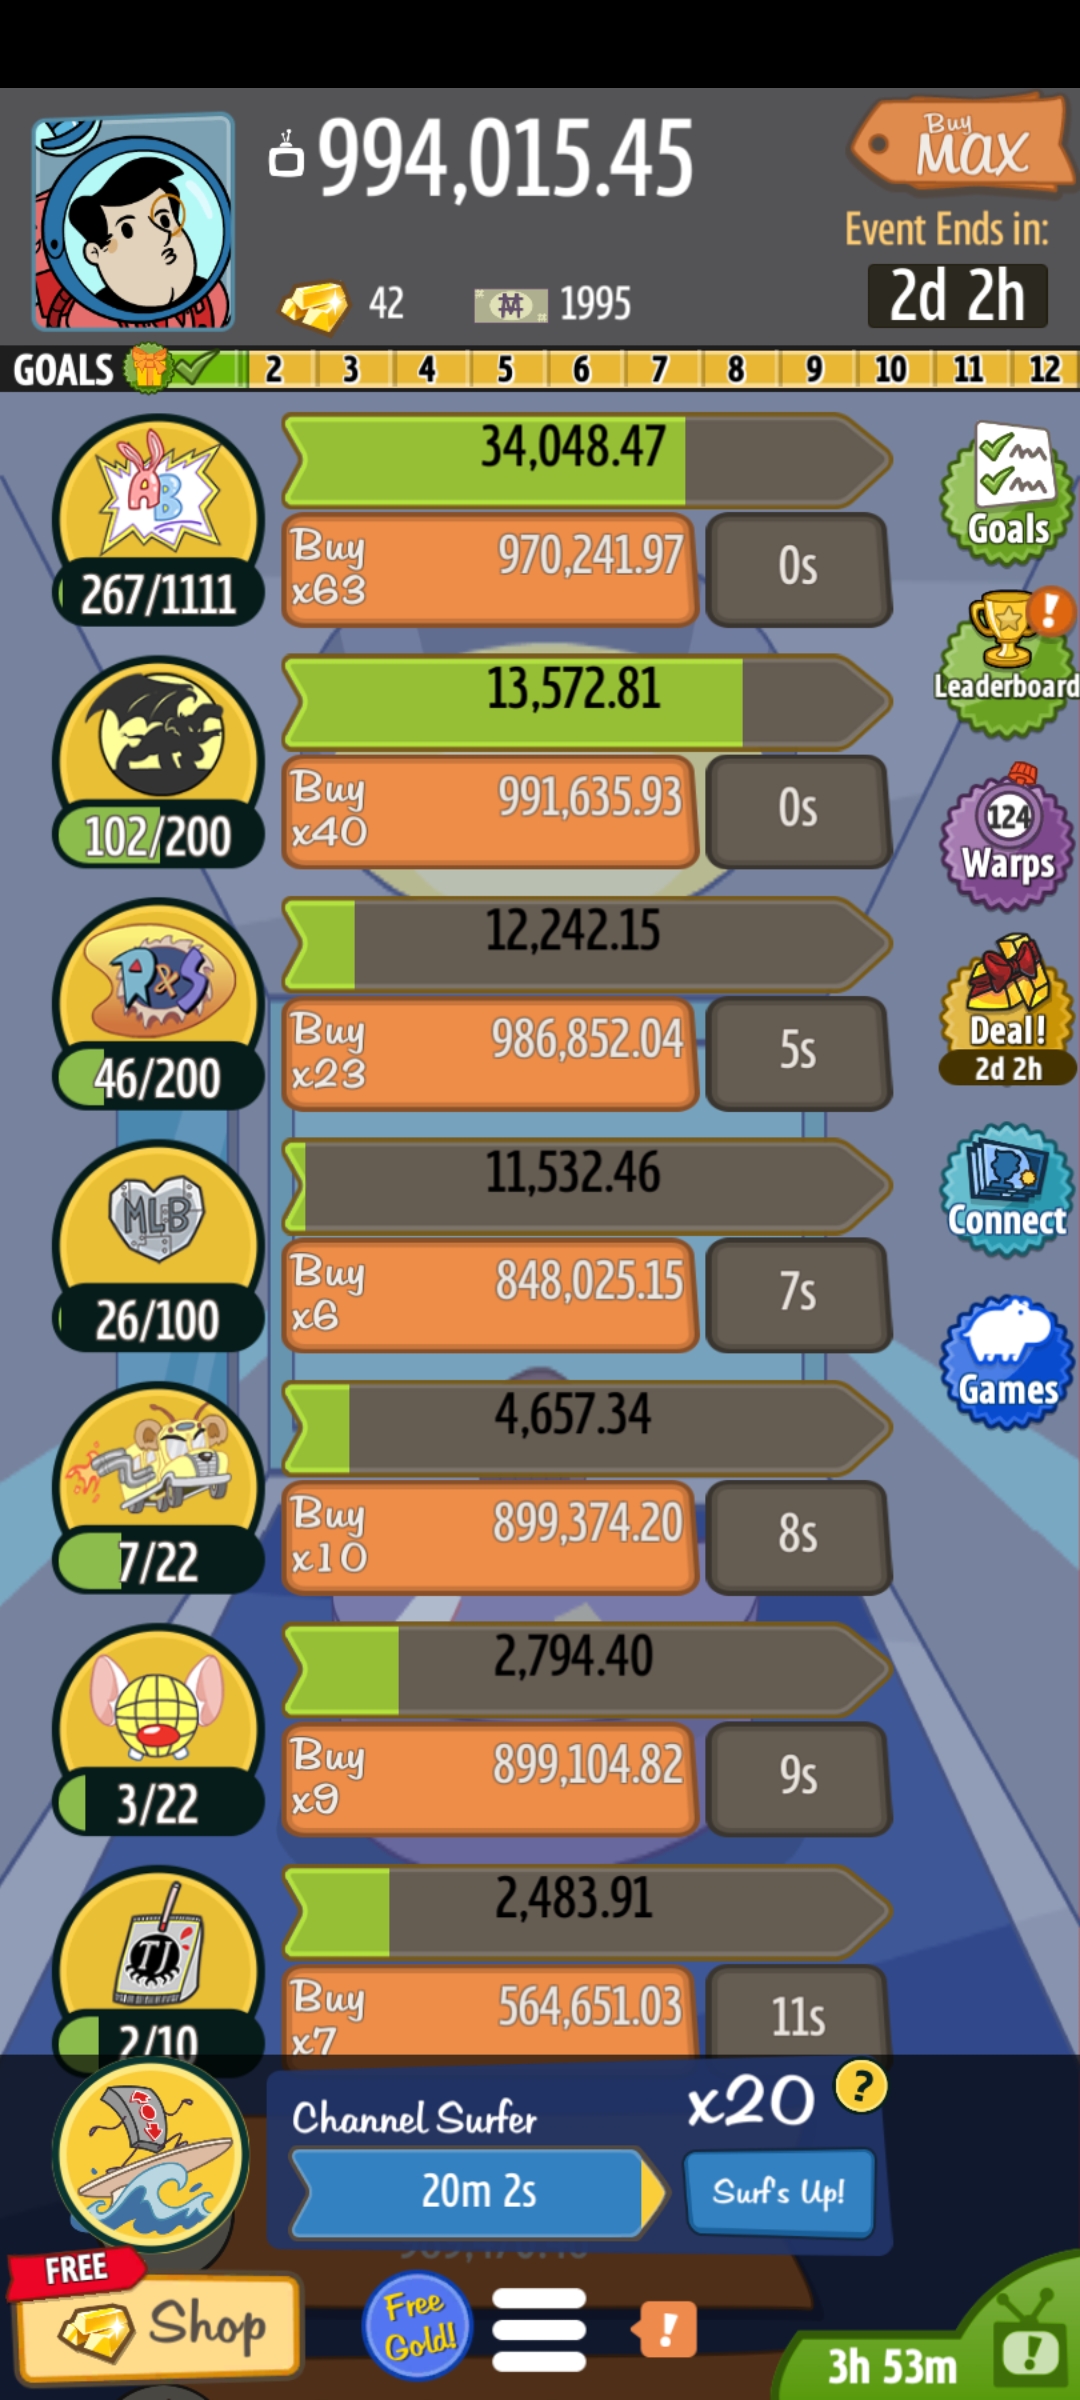 994,015.45
Buy
MAX
Event Ends in:
42
1995
2d 2h
GOALS 2 3 4 5 6 7 8 9 10 11 12
34,048.47
AB
Buy
x63
970,241.97
0s
267/1111
Goals
13,572.81
Buy
x40
991,635.93
0s
102/200
Leaderboard
!
12,242.15
R&S
Buy
x23
986,852.04
5s
46/200
124
Warps
11,532.46
MLB
Buy
x6
848,025.15
7s
26/100
Deal!
2d 2h
4,657.34
Buy
x10
899,374.20
8s
7/22
Connect
2,794.40
Buy
x9
899,104.82
9s
3/22
Games
2,483.91
TJ
Buy
x7
564,651.03
11s
2/10
Channel Surfer
x20
?
20m 2s
Surf's Up!
FREE
Shop
Free
Gold!
!
3h 53m
!